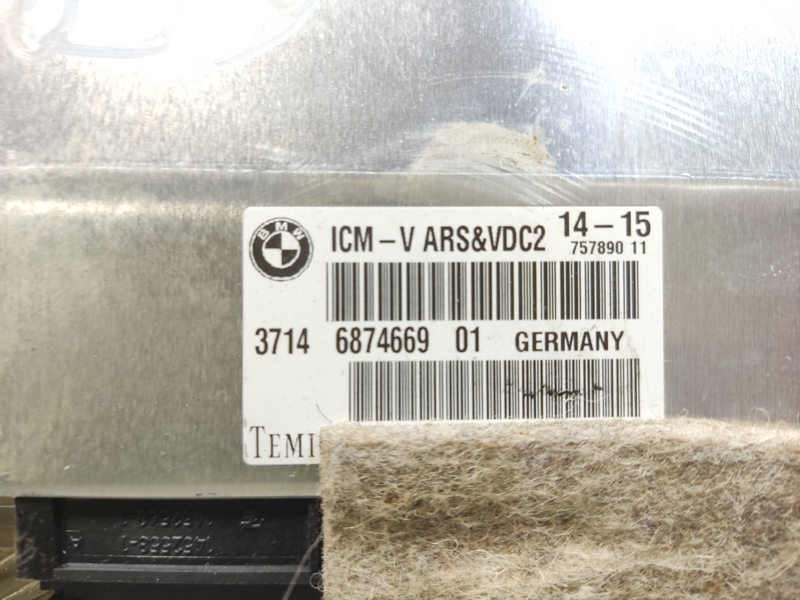 BMW
ICM – V ARS&VDC2 14 – 15
757890 11
3714 6874669 01 GERMANY
TEMI